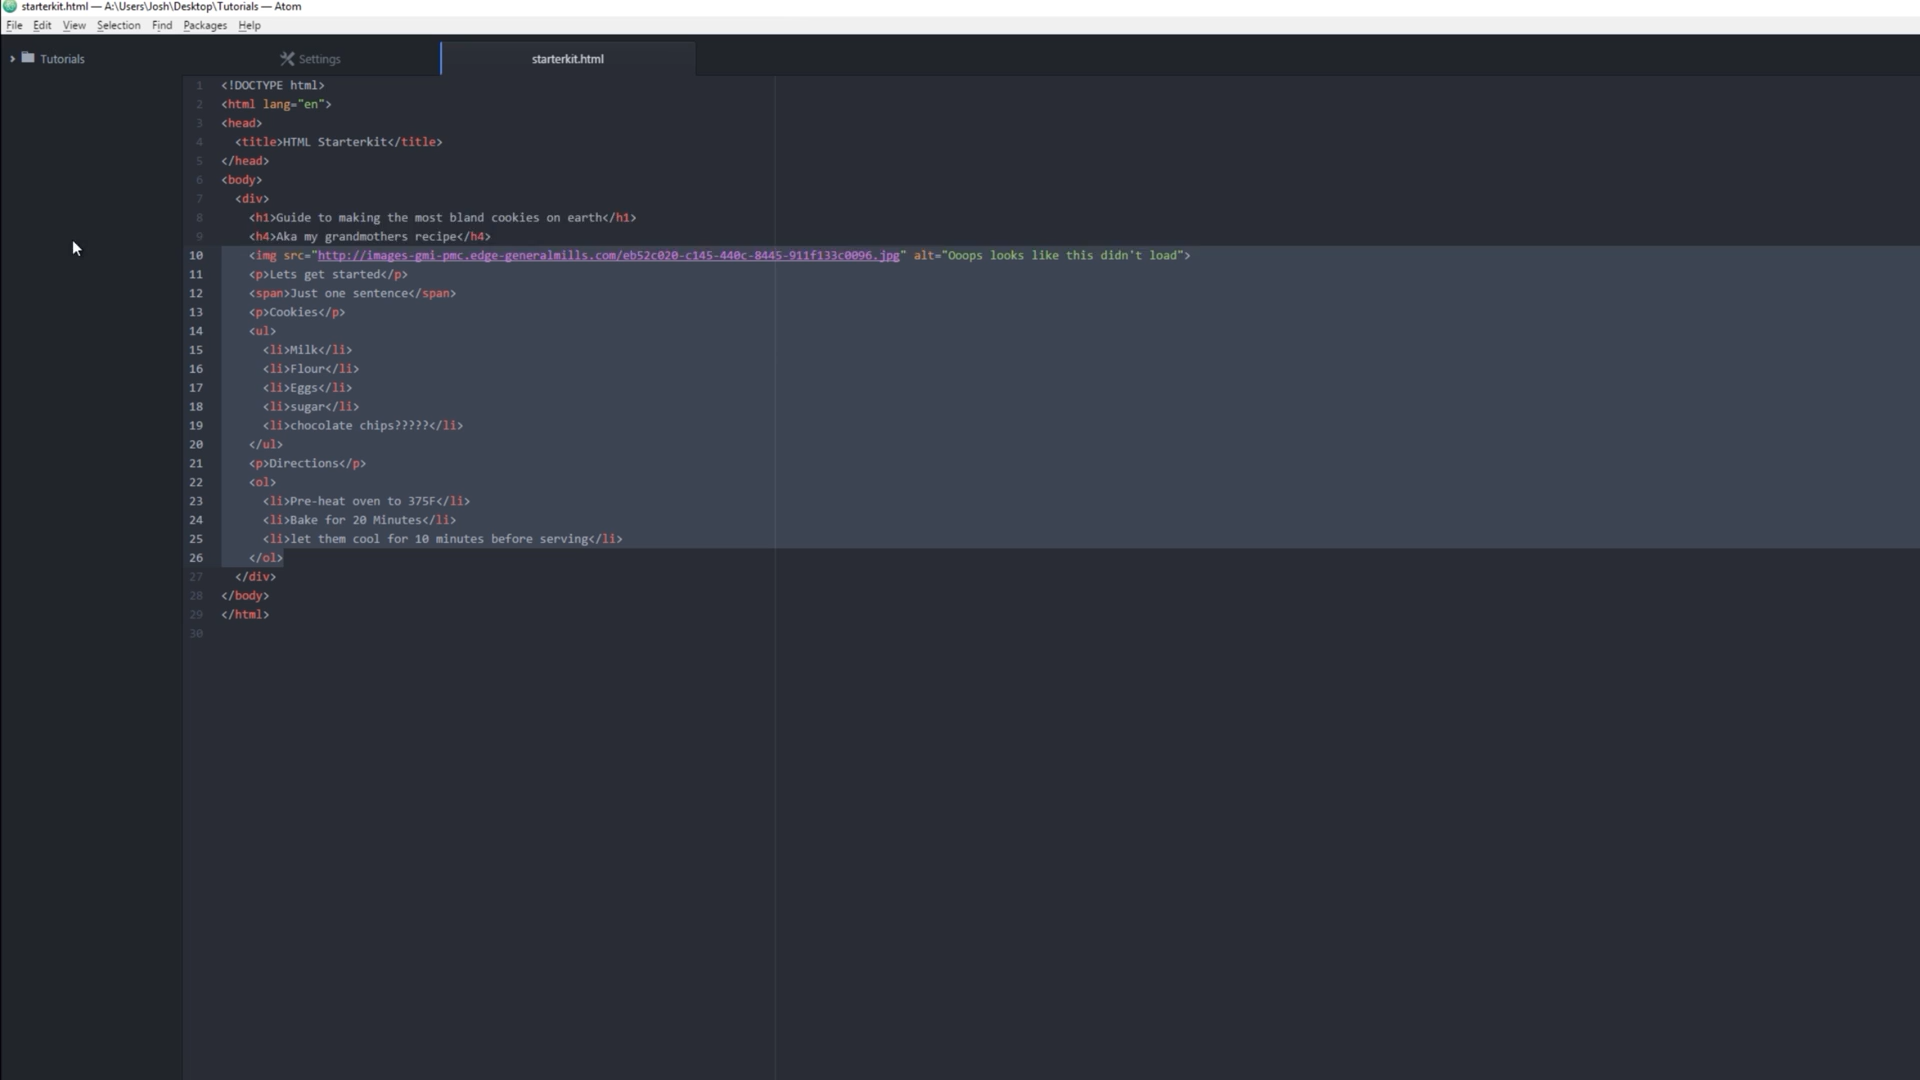 starterkit.html — A:\Users\Josh\Desktop\Tutorials — Atom
File Edit View Selection Find Packages Help
Tutorials
Settings
starterkit.html
1 <!DOCTYPE html>
2 <html lang="en">
3 <head>
4 <title>HTML Starterkit</title>
5 </head>
6 <body>
7 <div>
8 <h1>Guide to making the most bland cookies on earth</h1>
9 <h4>Aka my grandmothers recipe</h4>
10 <img src="http://images-gmi-pmc.edge-generalmills.com/eb52c020-c145-440c-8445-911f133c0096.jpg" alt="Ooops looks like this didn't load">
11 <p>Lets get started</p>
12 <span>Just one sentence</span>
13 <p>Cookies</p>
14 <ul>
15 <li>Milk</li>
16 <li>Flour</li>
17 <li>Eggs</li>
18 <li>sugar</li>
19 <li>chocolate chips?????</li>
20 </ul>
21 <p>Directions</p>
22 <ol>
23 <li>Pre-heat oven to 375F</li>
24 <li>Bake for 20 Minutes</li>
25 <li>let them cool for 10 minutes before serving</li>
26 </ol>
27 </div>
28 </body>
29 </html>
30